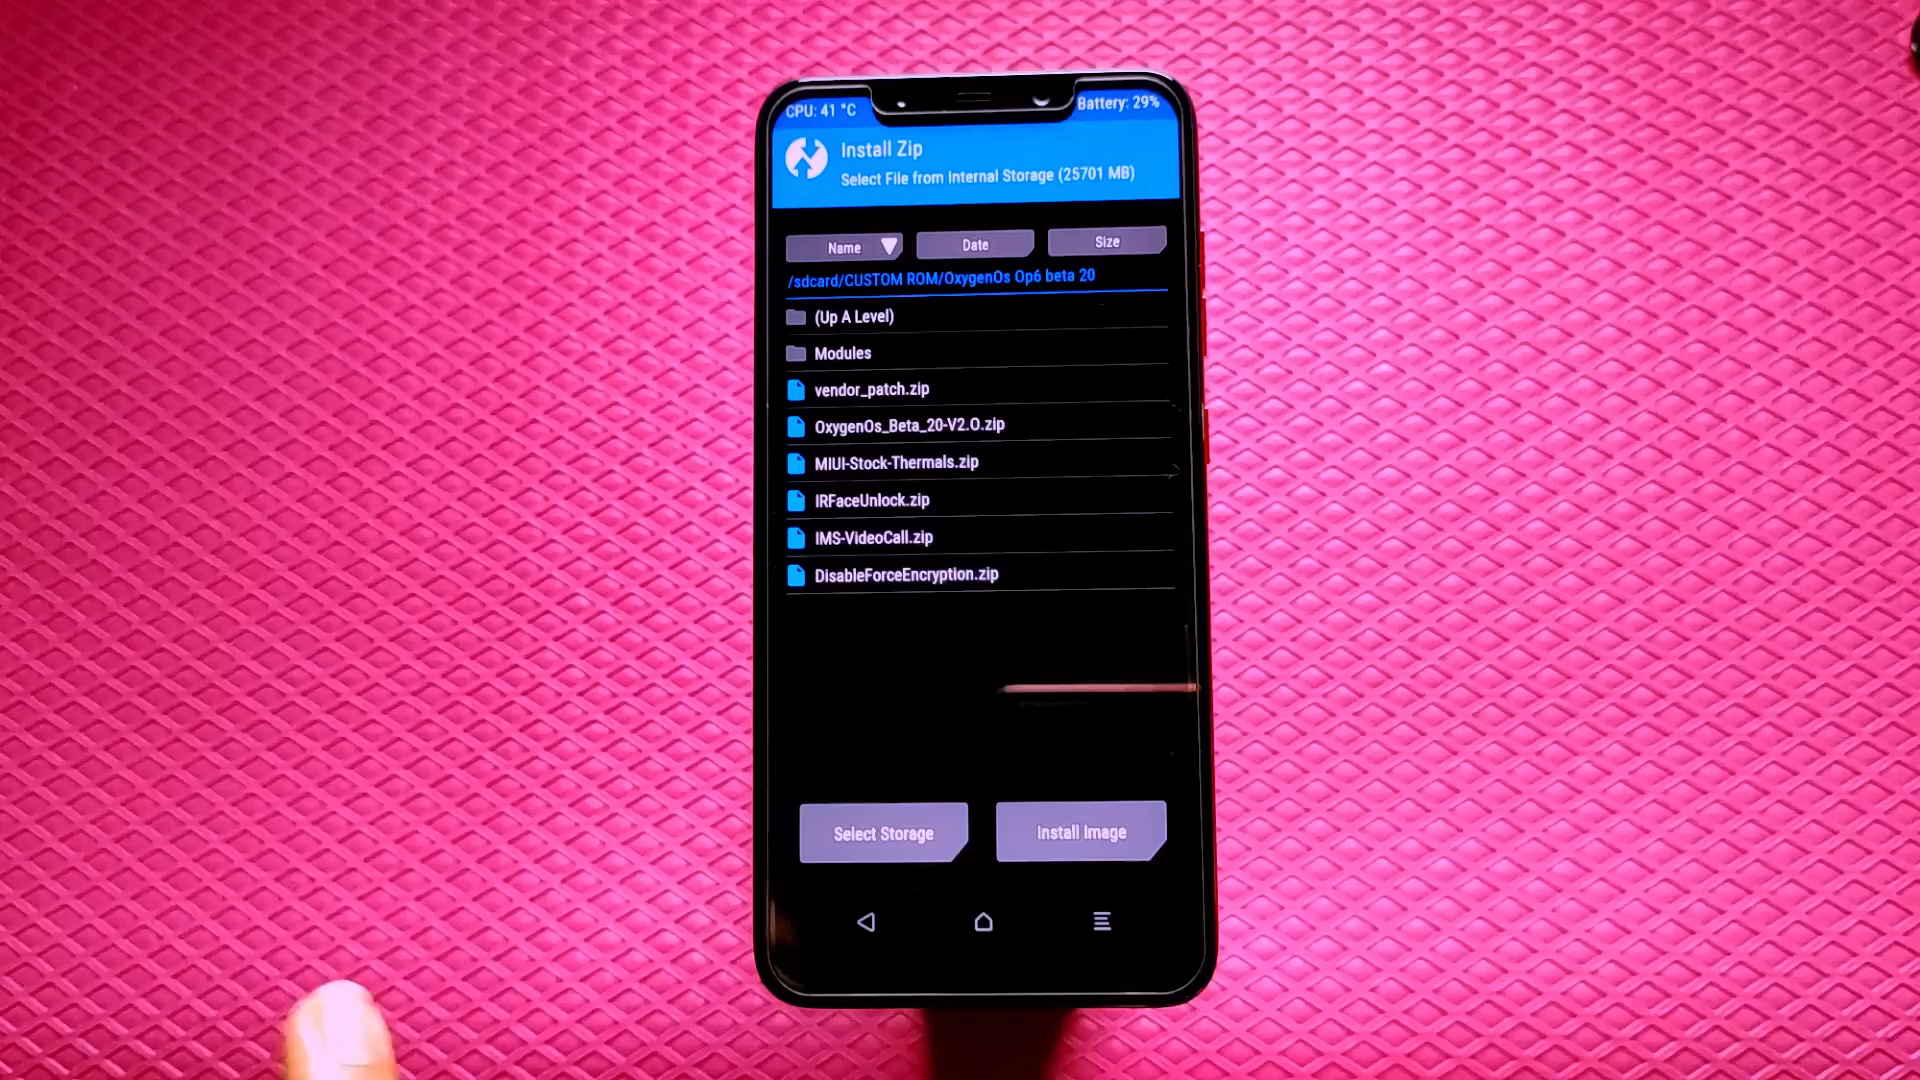 CPU: 41 °C
Battery: 29%
Install Zip
Select File from Internal Storage (25701 MB)
Name
Date
Size
/sdcard/CUSTOM ROM/OxygenOs Op6 beta 20
(Up A Level)
Modules
vendor_patch.zip
OxygenOs_Beta_20-V2.O.zip
MIUI-Stock-Thermals.zip
IRFaceUnlock.zip
IMS-VideoCall.zip
DisableForceEncryption.zip
Select Storage
Install Image